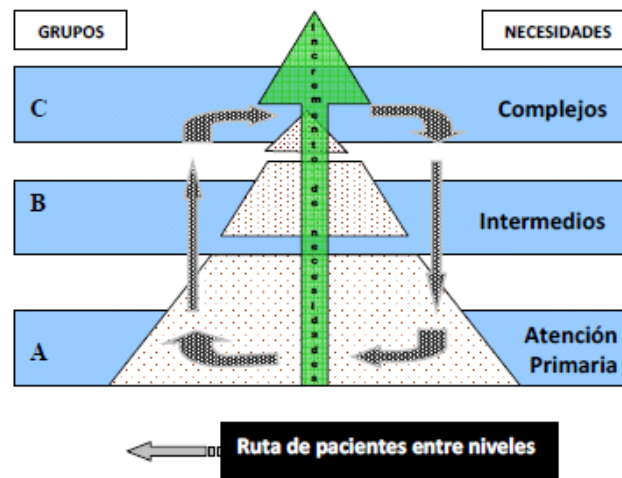 GRUPOS
NECESIDADES
Incremento de necesidades
C
Complejos
B
Intermedios
A
Atención
Primaria
Ruta de pacientes entre niveles